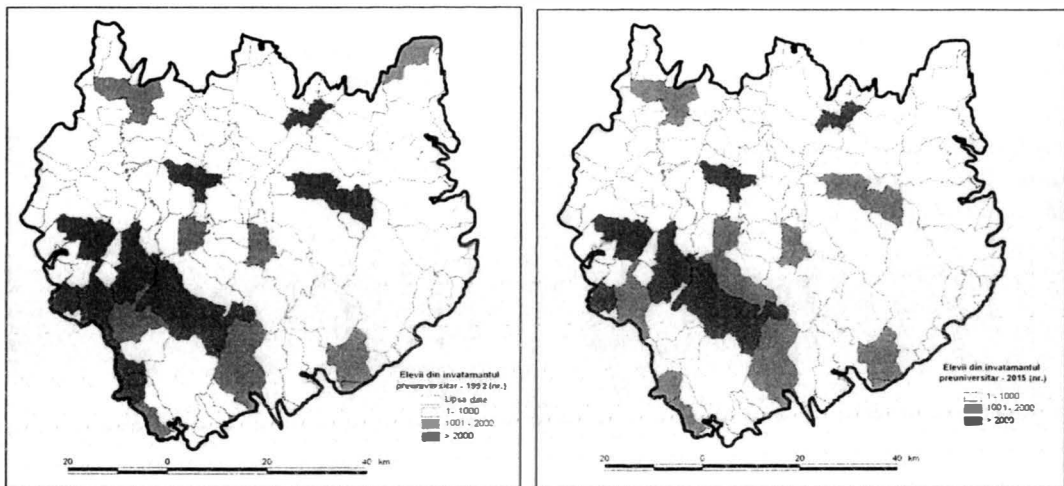 Elevii din invatamantul
preuniversitar - 1992 (nr.)
Lipsa date
1 - 1000
1001 - 2000
> 2000
20 0 20 40 km
Elevii din invatamantul
preuniversitar - 2015 (nr.)
1 - 1000
1001 - 2000
> 2000
20 0 20 40 km